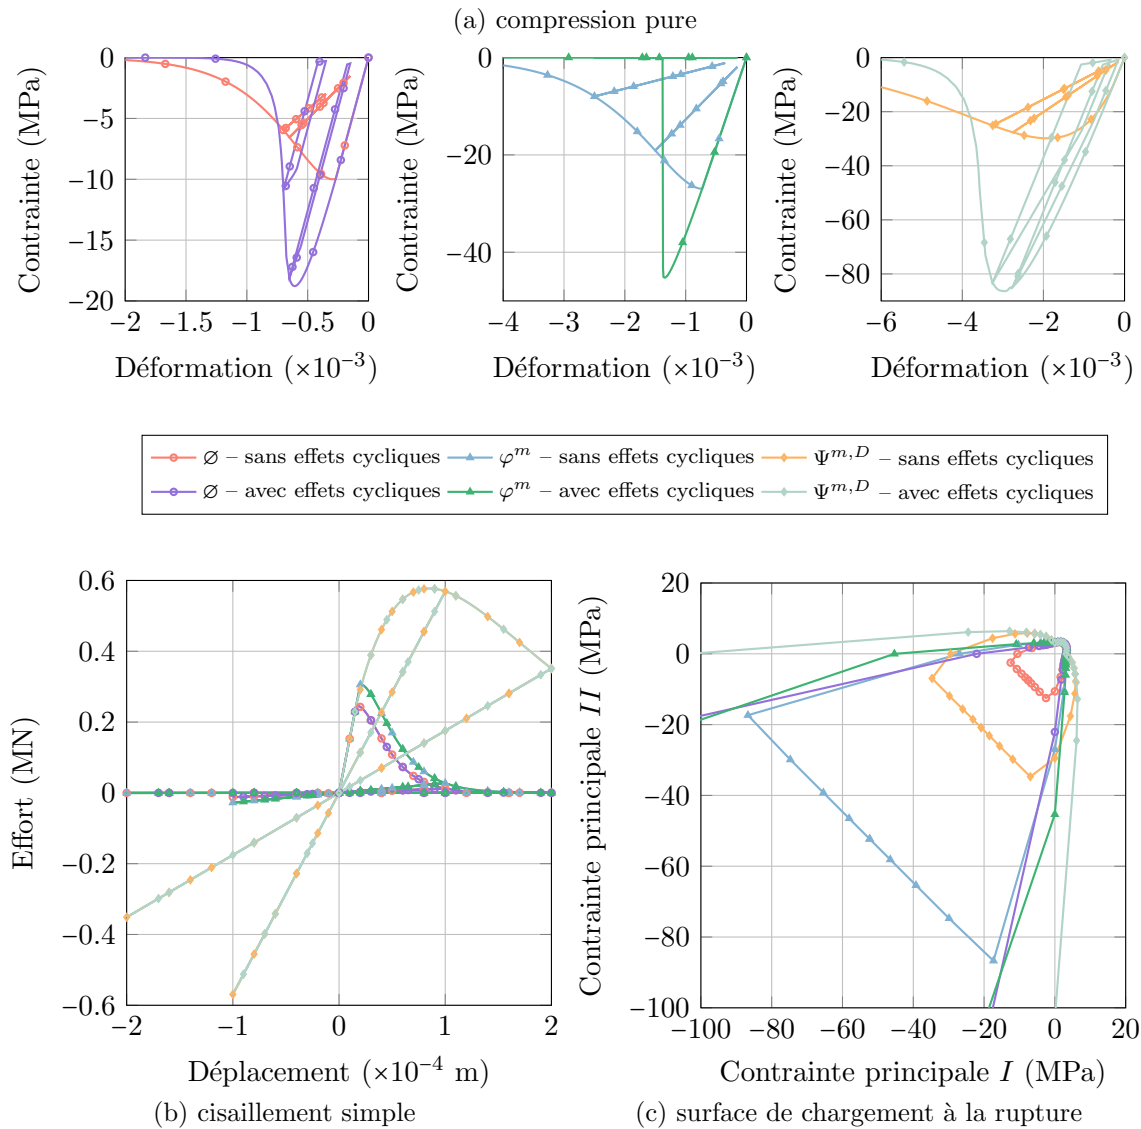 (a) compression pure
0
−5
−10
−15
−20
Contrainte (MPa)
−2
−1.5
−1
−0.5
0
Déformation (×10⁻³)
0
−20
−40
Contrainte (MPa)
−4
−3
−2
−1
0
Déformation (×10⁻³)
0
−20
−40
−60
−80
Contrainte (MPa)
−6
−4
−2
0
Déformation (×10⁻³)
∅ – sans effets cycliques
φᵐ – sans effets cycliques
Ψᵐ,ᴰ – sans effets cycliques
∅ – avec effets cycliques
φᵐ – avec effets cycliques
Ψᵐ,ᴰ – avec effets cycliques
0.6
0.4
0.2
0
−0.2
−0.4
−0.6
Effort (MN)
−2
−1
0
1
2
Déplacement (×10⁻⁴ m)
(b) cisaillement simple
20
0
−20
−40
−60
−80
−100
Contrainte principale II (MPa)
−100
−80
−60
−40
−20
0
20
Contrainte principale I (MPa)
(c) surface de chargement à la rupture